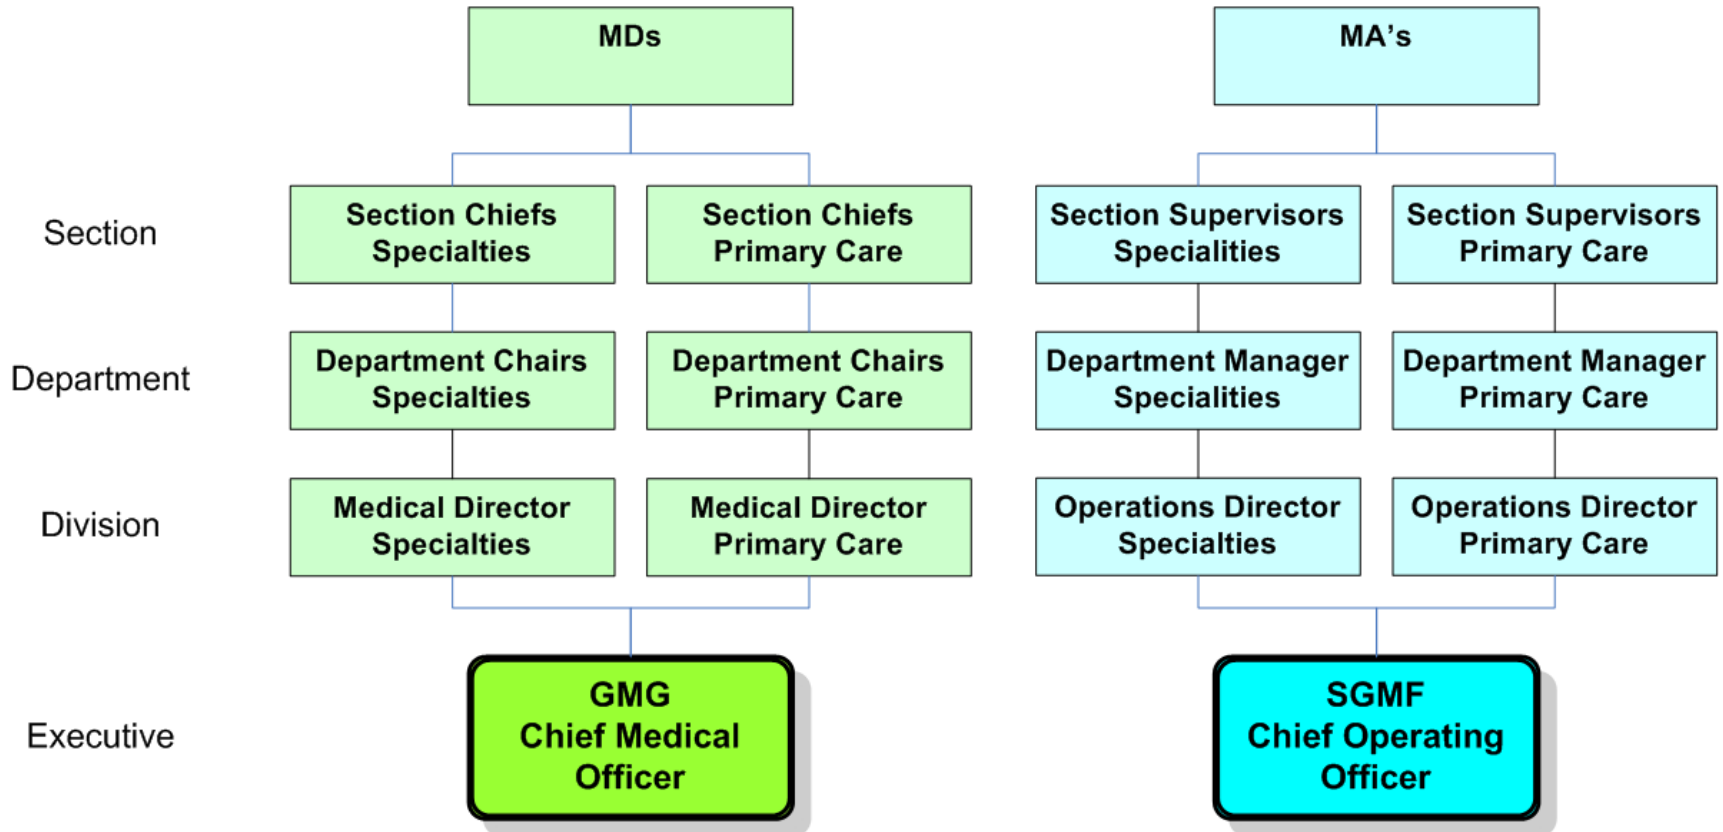 MDs
MA’s
Section
Section Chiefs
Specialties
Section Chiefs
Primary Care
Section Supervisors
Specialities
Section Supervisors
Primary Care
Department
Department Chairs
Specialties
Department Chairs
Primary Care
Department Manager
Specialities
Department Manager
Primary Care
Division
Medical Director
Specialties
Medical Director
Primary Care
Operations Director
Specialties
Operations Director
Primary Care
Executive
GMG
Chief Medical
Officer
SGMF
Chief Operating
Officer